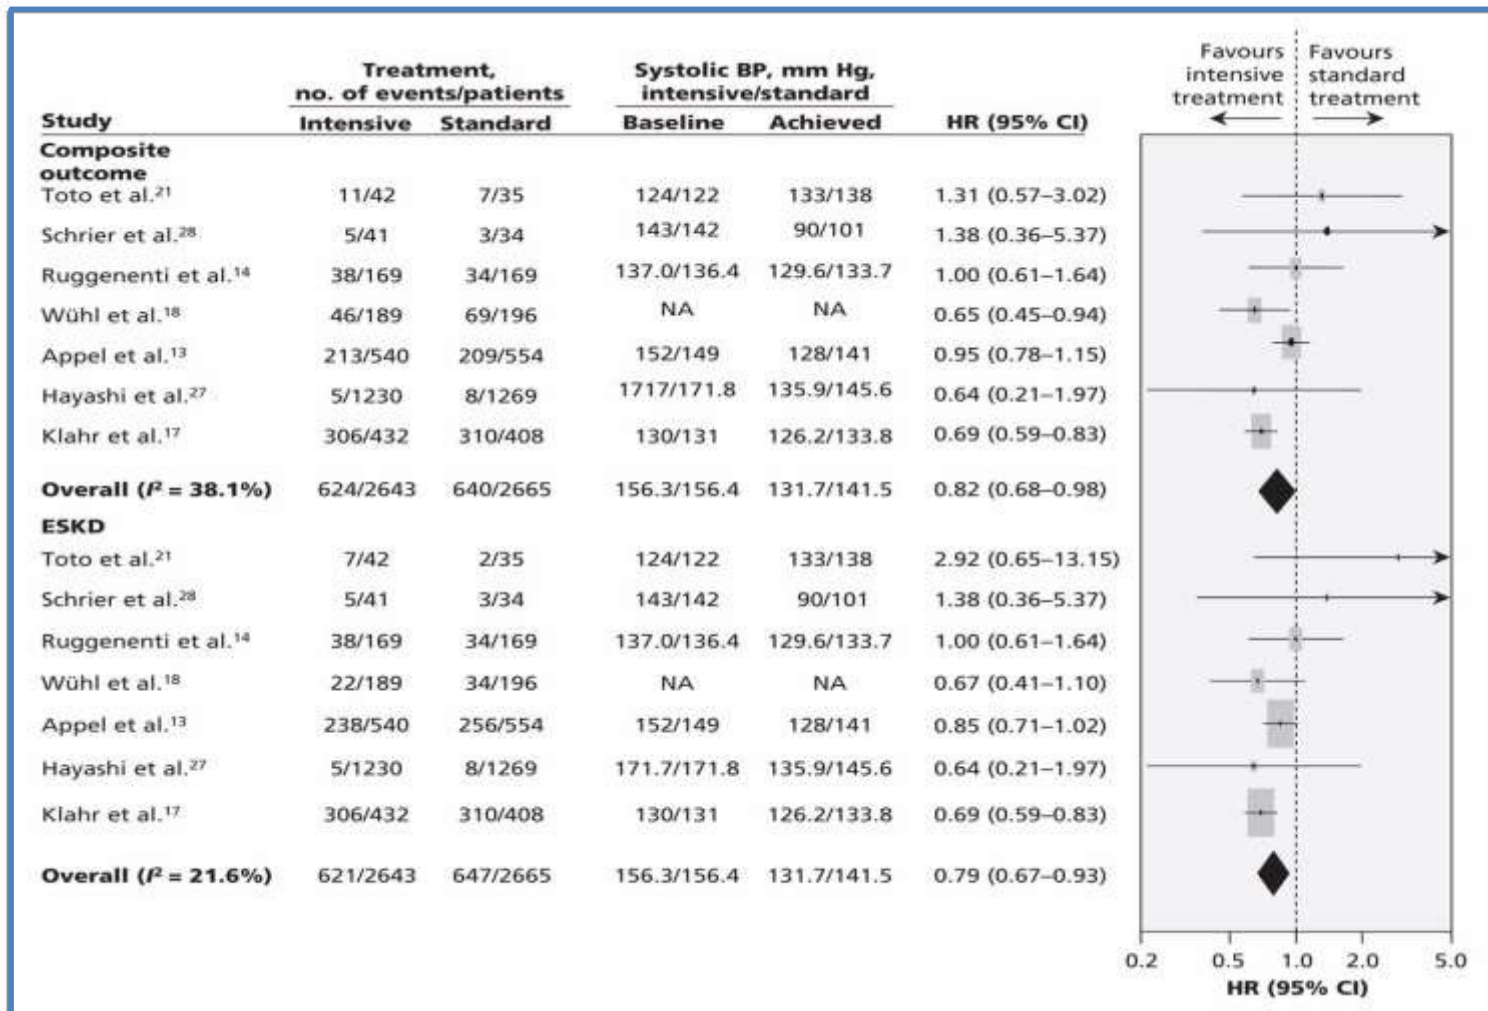 Treatment, no. of events/patients
Systolic BP, mm Hg, intensive/standard
Favours intensive treatment
Favours standard treatment
Study Intensive Standard Baseline Achieved HR (95% CI)
Composite outcome
Toto et al.²¹ 11/42 7/35 124/122 133/138 1.31 (0.57–3.02)
Schrier et al.²⁸ 5/41 3/34 143/142 90/101 1.38 (0.36–5.37)
Ruggenenti et al.¹⁴ 38/169 34/169 137.0/136.4 129.6/133.7 1.00 (0.61–1.64)
Wühl et al.¹⁸ 46/189 69/196 NA NA 0.65 (0.45–0.94)
Appel et al.¹³ 213/540 209/554 152/149 128/141 0.95 (0.78–1.15)
Hayashi et al.²⁷ 5/1230 8/1269 1717/171.8 135.9/145.6 0.64 (0.21–1.97)
Klahr et al.¹⁷ 306/432 310/408 130/131 126.2/133.8 0.69 (0.59–0.83)
Overall (I² = 38.1%) 624/2643 640/2665 156.3/156.4 131.7/141.5 0.82 (0.68–0.98)
ESKD
Toto et al.²¹ 7/42 2/35 124/122 133/138 2.92 (0.65–13.15)
Schrier et al.²⁸ 5/41 3/34 143/142 90/101 1.38 (0.36–5.37)
Ruggenenti et al.¹⁴ 38/169 34/169 137.0/136.4 129.6/133.7 1.00 (0.61–1.64)
Wühl et al.¹⁸ 22/189 34/196 NA NA 0.67 (0.41–1.10)
Appel et al.¹³ 238/540 256/554 152/149 128/141 0.85 (0.71–1.02)
Hayashi et al.²⁷ 5/1230 8/1269 171.7/171.8 135.9/145.6 0.64 (0.21–1.97)
Klahr et al.¹⁷ 306/432 310/408 130/131 126.2/133.8 0.69 (0.59–0.83)
Overall (I² = 21.6%) 621/2643 647/2665 156.3/156.4 131.7/141.5 0.79 (0.67–0.93)
0.2 0.5 1.0 2.0 5.0
HR (95% CI)